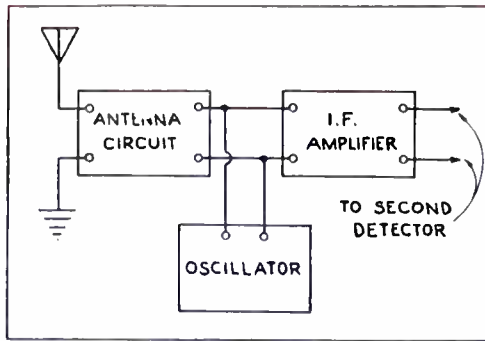 ANTENNA
CIRCUIT
I.F.
AMPLIFIER
TO SECOND
DETECTOR
OSCILLATOR